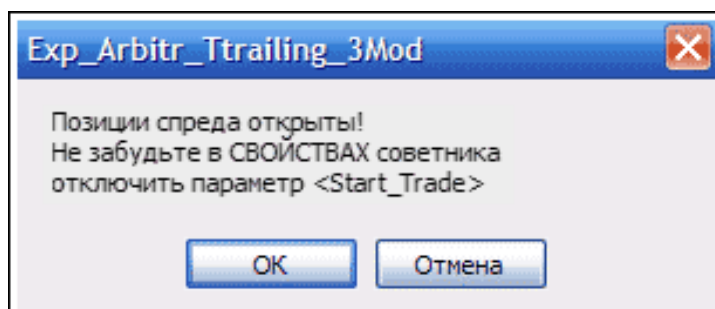 Exp_Arbitr_Ttrailing_3Mod
Позиции спреда открыты!
Не забудьте в СВОЙСТВАХ советника
отключить параметр <Start_Trade>
OK
Отмена